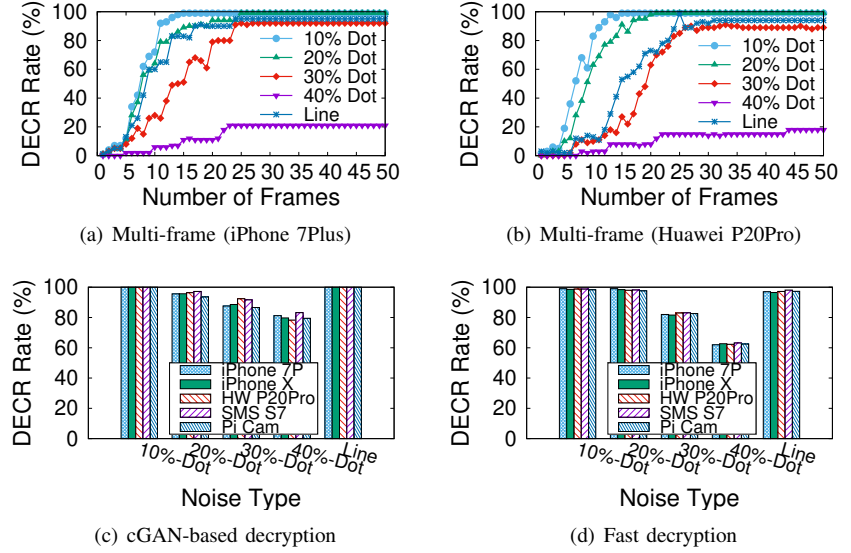 DECR Rate (%)
100
80
60
40
20
0
10% Dot
20% Dot
30% Dot
40% Dot
Line
0 5 10 15 20 25 30 35 40 45 50
Number of Frames
(a) Multi-frame (iPhone 7Plus)
DECR Rate (%)
100
80
60
40
20
0
10% Dot
20% Dot
30% Dot
40% Dot
Line
0 5 10 15 20 25 30 35 40 45 50
Number of Frames
(b) Multi-frame (Huawei P20Pro)
DECR Rate (%)
100
80
60
40
20
0
iPhone 7P
iPhone X
HW P20Pro
SMS S7
Pi Cam
10%-Dot 20%-Dot 30%-Dot 40%-Dot Line
Noise Type
(c) cGAN-based decryption
DECR Rate (%)
100
80
60
40
20
0
iPhone 7P
iPhone X
HW P20Pro
SMS S7
Pi Cam
10%-Dot 20%-Dot 30%-Dot 40%-Dot Line
Noise Type
(d) Fast decryption